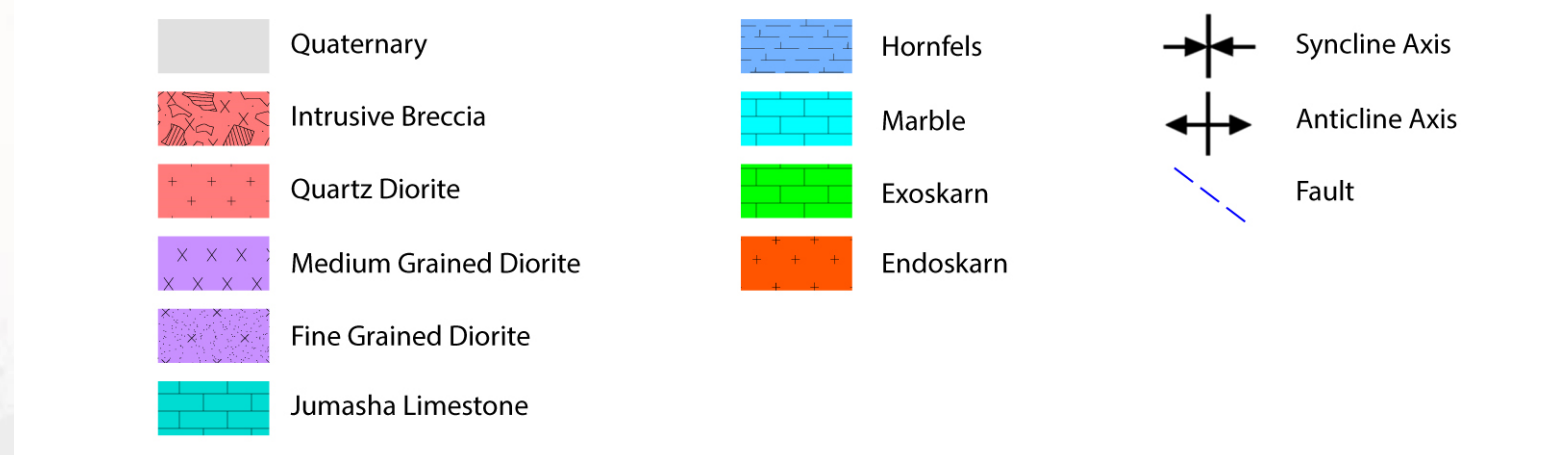 Quaternary
Intrusive Breccia
Quartz Diorite
Medium Grained Diorite
Fine Grained Diorite
Jumasha Limestone
Hornfels
Marble
Exoskarn
Endoskarn
Syncline Axis
Anticline Axis
Fault